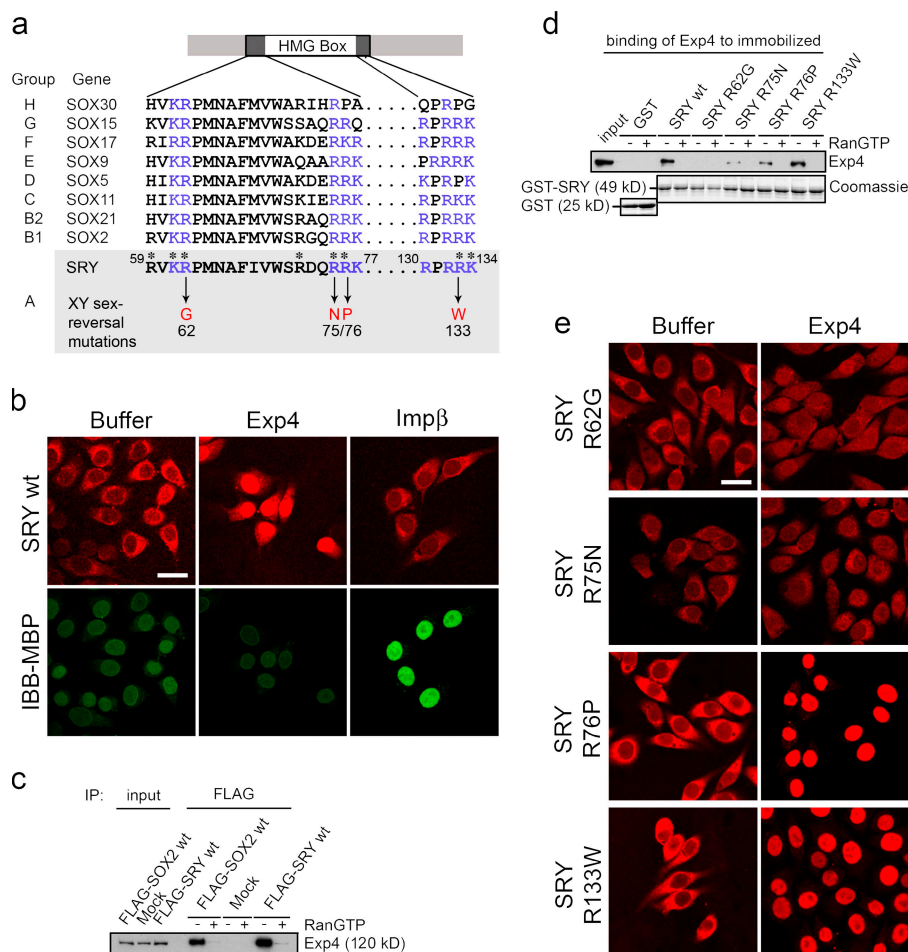 a
HMG Box
Group Gene
H SOX30 HVKRPMNAFMVWARIHRPA.....QPRPG
G SOX15 KVKRPMNAFMVWSSAQRRQ.....RPRRK
F SOX17 RIRRPMNAFMVWAKDERKR.....RPRRR
E SOX9 HVKRPMNAFMVWAQAARRK.....PRRRK
D SOX5 HIKRPMNAFMVWAKDERRK.....KPRPK
C SOX11 HIKRPMNAFMVWSKIERRK.....RPRKK
B2 SOX21 HVKRPMNAFMVWSRAQRRK.....RPRRK
B1 SOX2 RVKRPMNAFMVWSRGQRRK.....RPRRK
* ** * ** **
SRY 59 RVKRPMNAFIVWSRDQRRK 77 ..... 130 RPRRK 134
A
XY sex-
reversal
mutations
G NP W
62 75/76 133
b
Buffer Exp4 Impβ
SRY wt
IBB-MBP
c
IP: input FLAG
FLAG-SOX2 wt Mock FLAG-SRY wt FLAG-SOX2 wt Mock FLAG-SRY wt
- + - + - + RanGTP
Exp4 (120 kD)
d
binding of Exp4 to immobilized
input GST SRY wt SRY R62G SRY R75N SRY R76P SRY R133W
- + - + - + - + - + - + RanGTP
Exp4
GST-SRY (49 kD) Coomassie
GST (25 kD)
e
Buffer Exp4
SRY
R62G
SRY
R75N
SRY
R76P
SRY
R133W